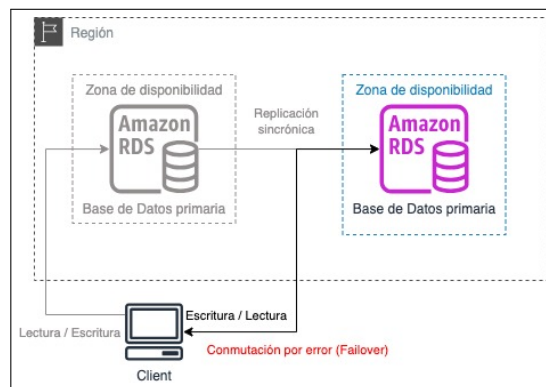 Región
Zona de disponibilidad
Amazon
RDS
Base de Datos primaria
Replicación
sincrónica
Zona de disponibilidad
Amazon
RDS
Base de Datos primaria
Lectura / Escritura
Escritura / Lectura
Conmutación por error (Failover)
Client